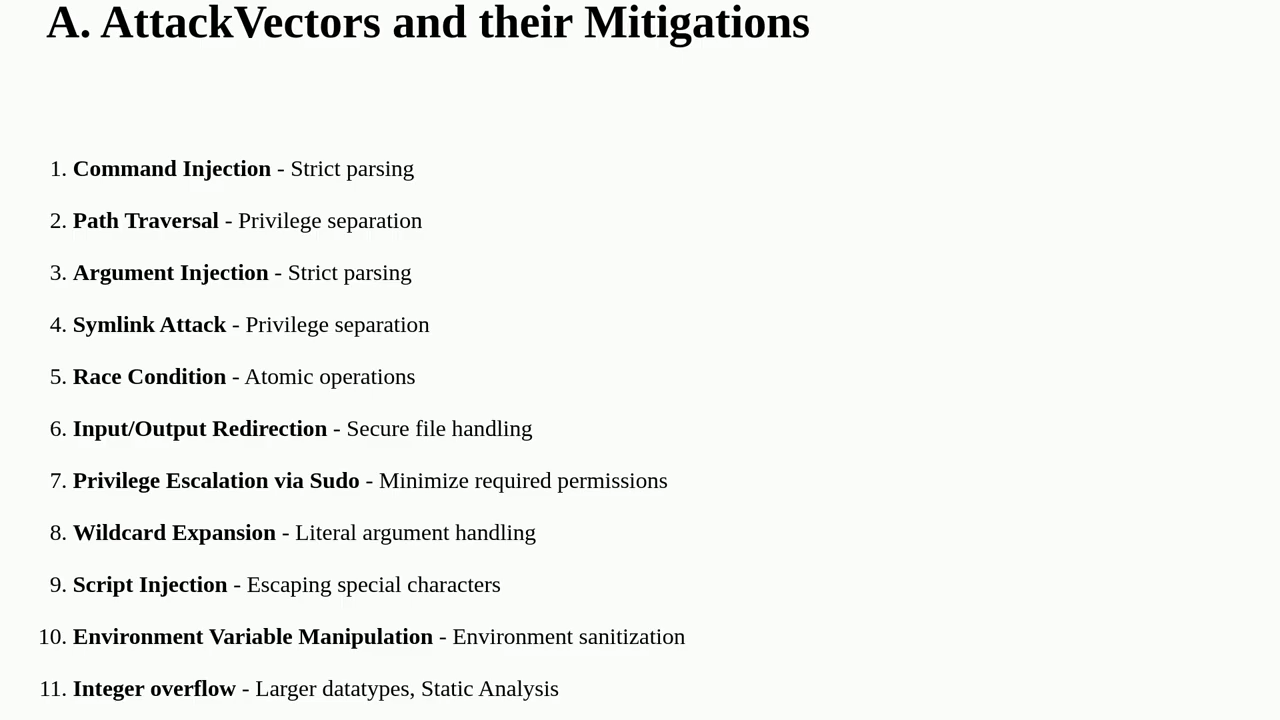 A. AttackVectors and their Mitigations
1. Command Injection - Strict parsing
2. Path Traversal - Privilege separation
3. Argument Injection - Strict parsing
4. Symlink Attack - Privilege separation
5. Race Condition - Atomic operations
6. Input/Output Redirection - Secure file handling
7. Privilege Escalation via Sudo - Minimize required permissions
8. Wildcard Expansion - Literal argument handling
9. Script Injection - Escaping special characters
10. Environment Variable Manipulation - Environment sanitization
11. Integer overflow - Larger datatypes, Static Analysis